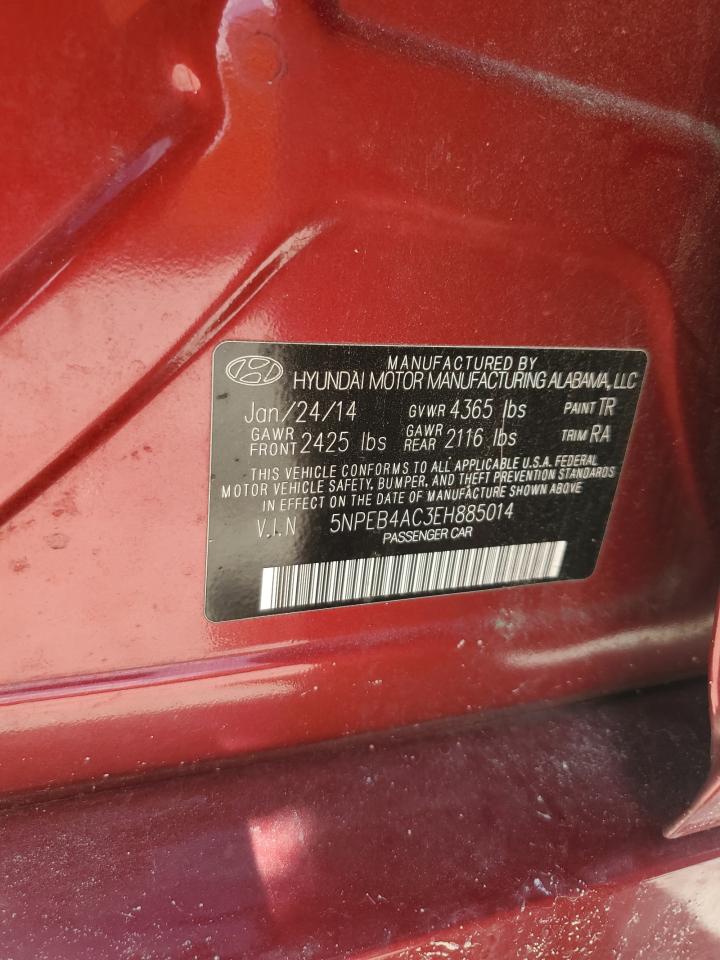 MANUFACTURED BY
HYUNDAI MOTOR MANUFACTURING ALABAMA, LLC
Jan/24/14 GVWR 4365 lbs PAINT TR
GAWR FRONT 2425 lbs GAWR REAR 2116 lbs TRIM RA
THIS VEHICLE CONFORMS TO ALL APPLICABLE U.S.A. FEDERAL
MOTOR VEHICLE SAFETY, BUMPER, AND THEFT PREVENTION STANDARDS
IN EFFECT ON THE DATE OF MANUFACTURE SHOWN ABOVE
V.I.N 5NPEB4AC3EH885014
PASSENGER CAR